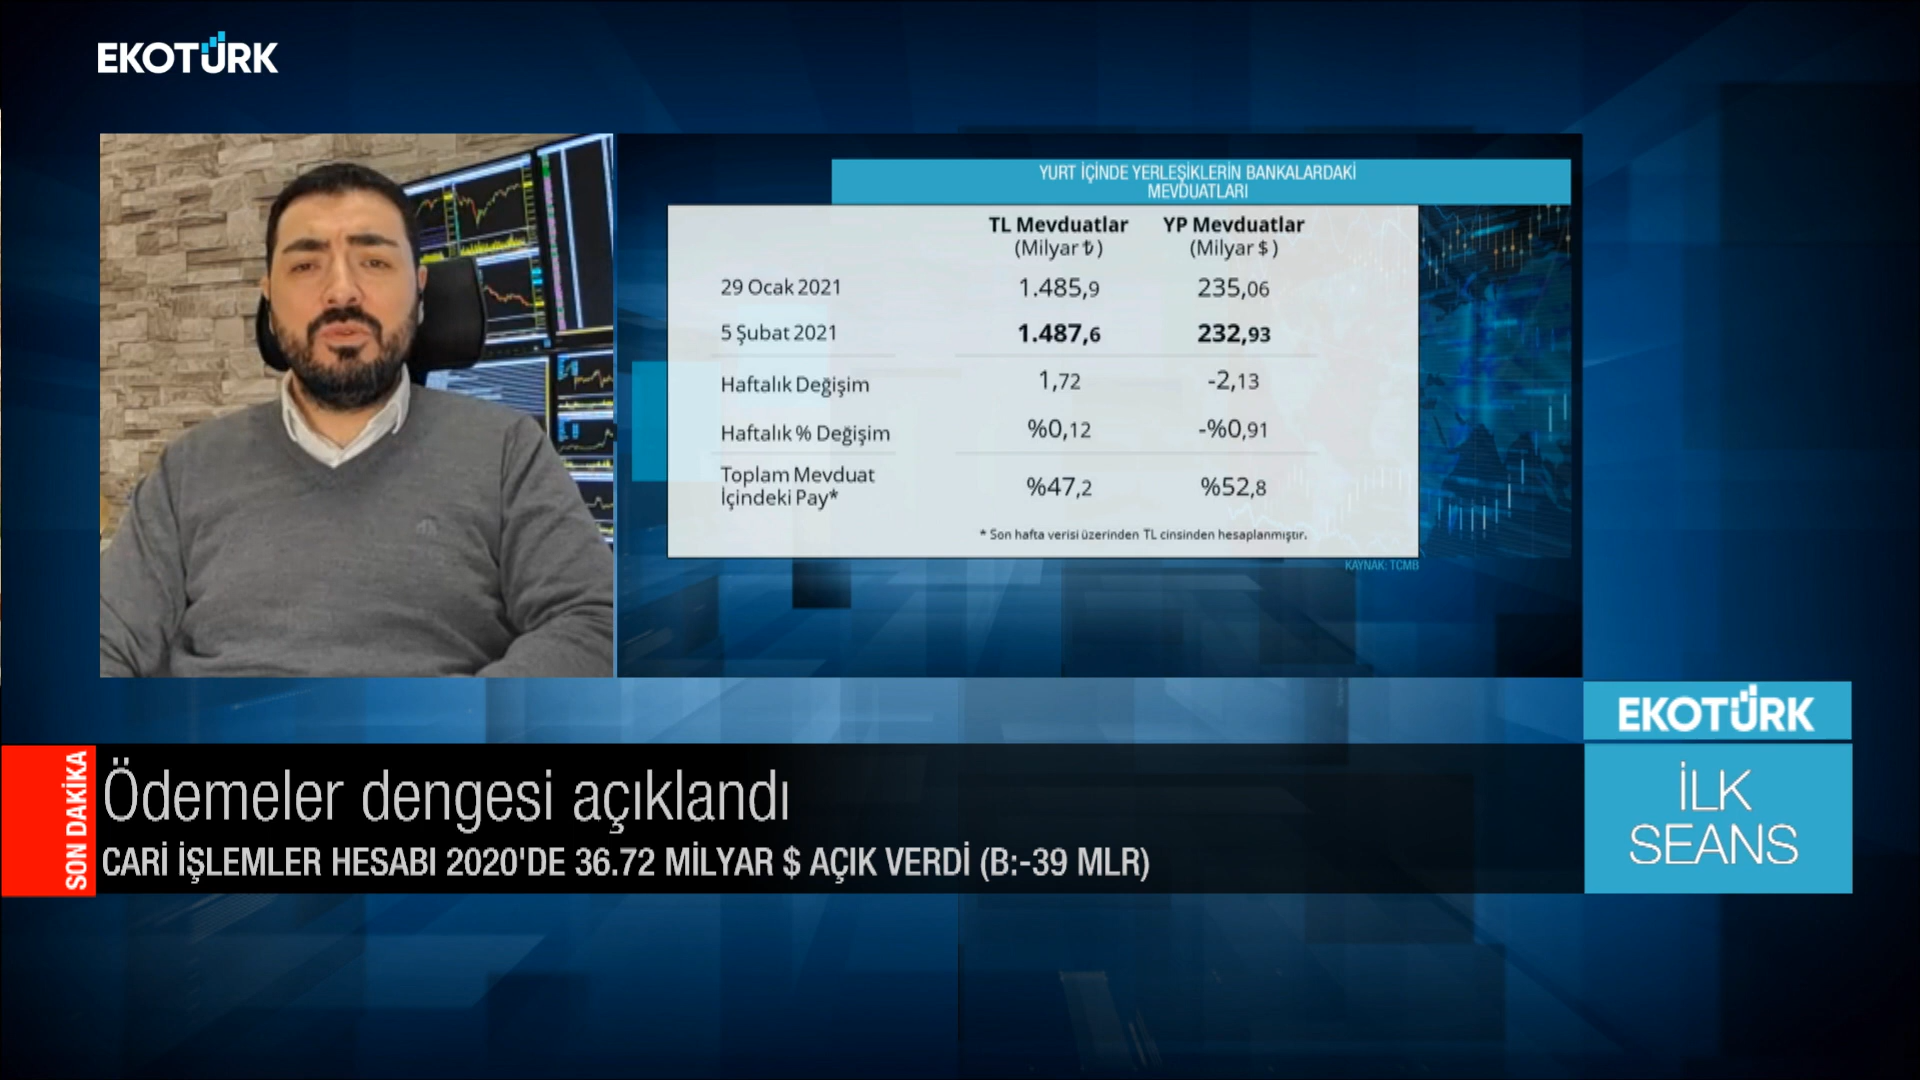 EKOTÜRK
YURT İÇİNDE YERLEŞİKLERİN BANKALARDAKİ
MEVDUATLARI
TL Mevduatlar YP Mevduatlar
(Milyar ₺) (Milyar $)
29 Ocak 2021 1.485,9 235,06
5 Şubat 2021 1.487,6 232,93
Haftalık Değişim 1,72 -2,13
Haftalık % Değişim %0,12 -%0,91
Toplam Mevduat
İçindeki Pay* %47,2 %52,8
* Son hafta verisi üzerinden TL cinsinden hesaplanmıştır.
KAYNAK: TCMB
EKOTÜRK
İLK
SEANS
SON DAKİKA
Ödemeler dengesi açıklandı
CARİ İŞLEMLER HESABI 2020'DE 36.72 MİLYAR $ AÇIK VERDİ (B:-39 MLR)